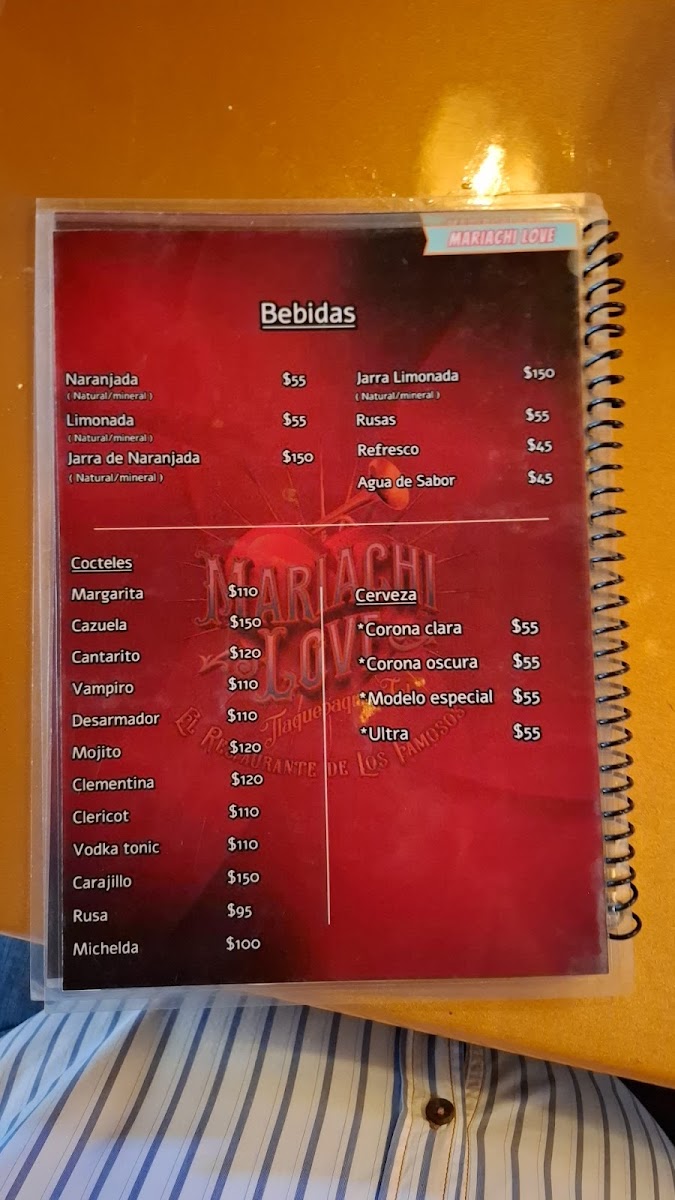 MARIACHI LOVE
Bebidas
Naranjada $55
( Natural/mineral )
Limonada $55
( Natural/mineral )
Jarra de Naranjada $150
( Natural/mineral )
Jarra Limonada $150
( Natural/mineral )
Rusas $55
Refresco $45
Agua de Sabor $45
Cocteles
Margarita $110
Cazuela $150
Cantarito $120
Vampiro $110
Desarmador $110
Mojito $120
Clementina $120
Clericot $110
Vodka tonic $110
Carajillo $150
Rusa $95
Michelda $100
Cerveza
*Corona clara $55
*Corona oscura $55
*Modelo especial $55
*Ultra $55
MARIACHI
LOVE
Tlaquepaque
EL RESTAURANTE DE LOS FAMOSOS